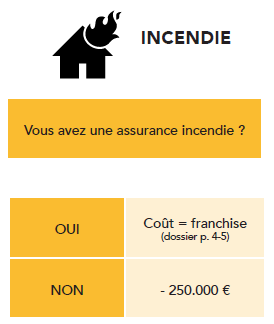 INCENDIE
Vous avez une assurance incendie ?
OUI
Coût = franchise
(dossier p. 4-5)
NON
- 250.000 €